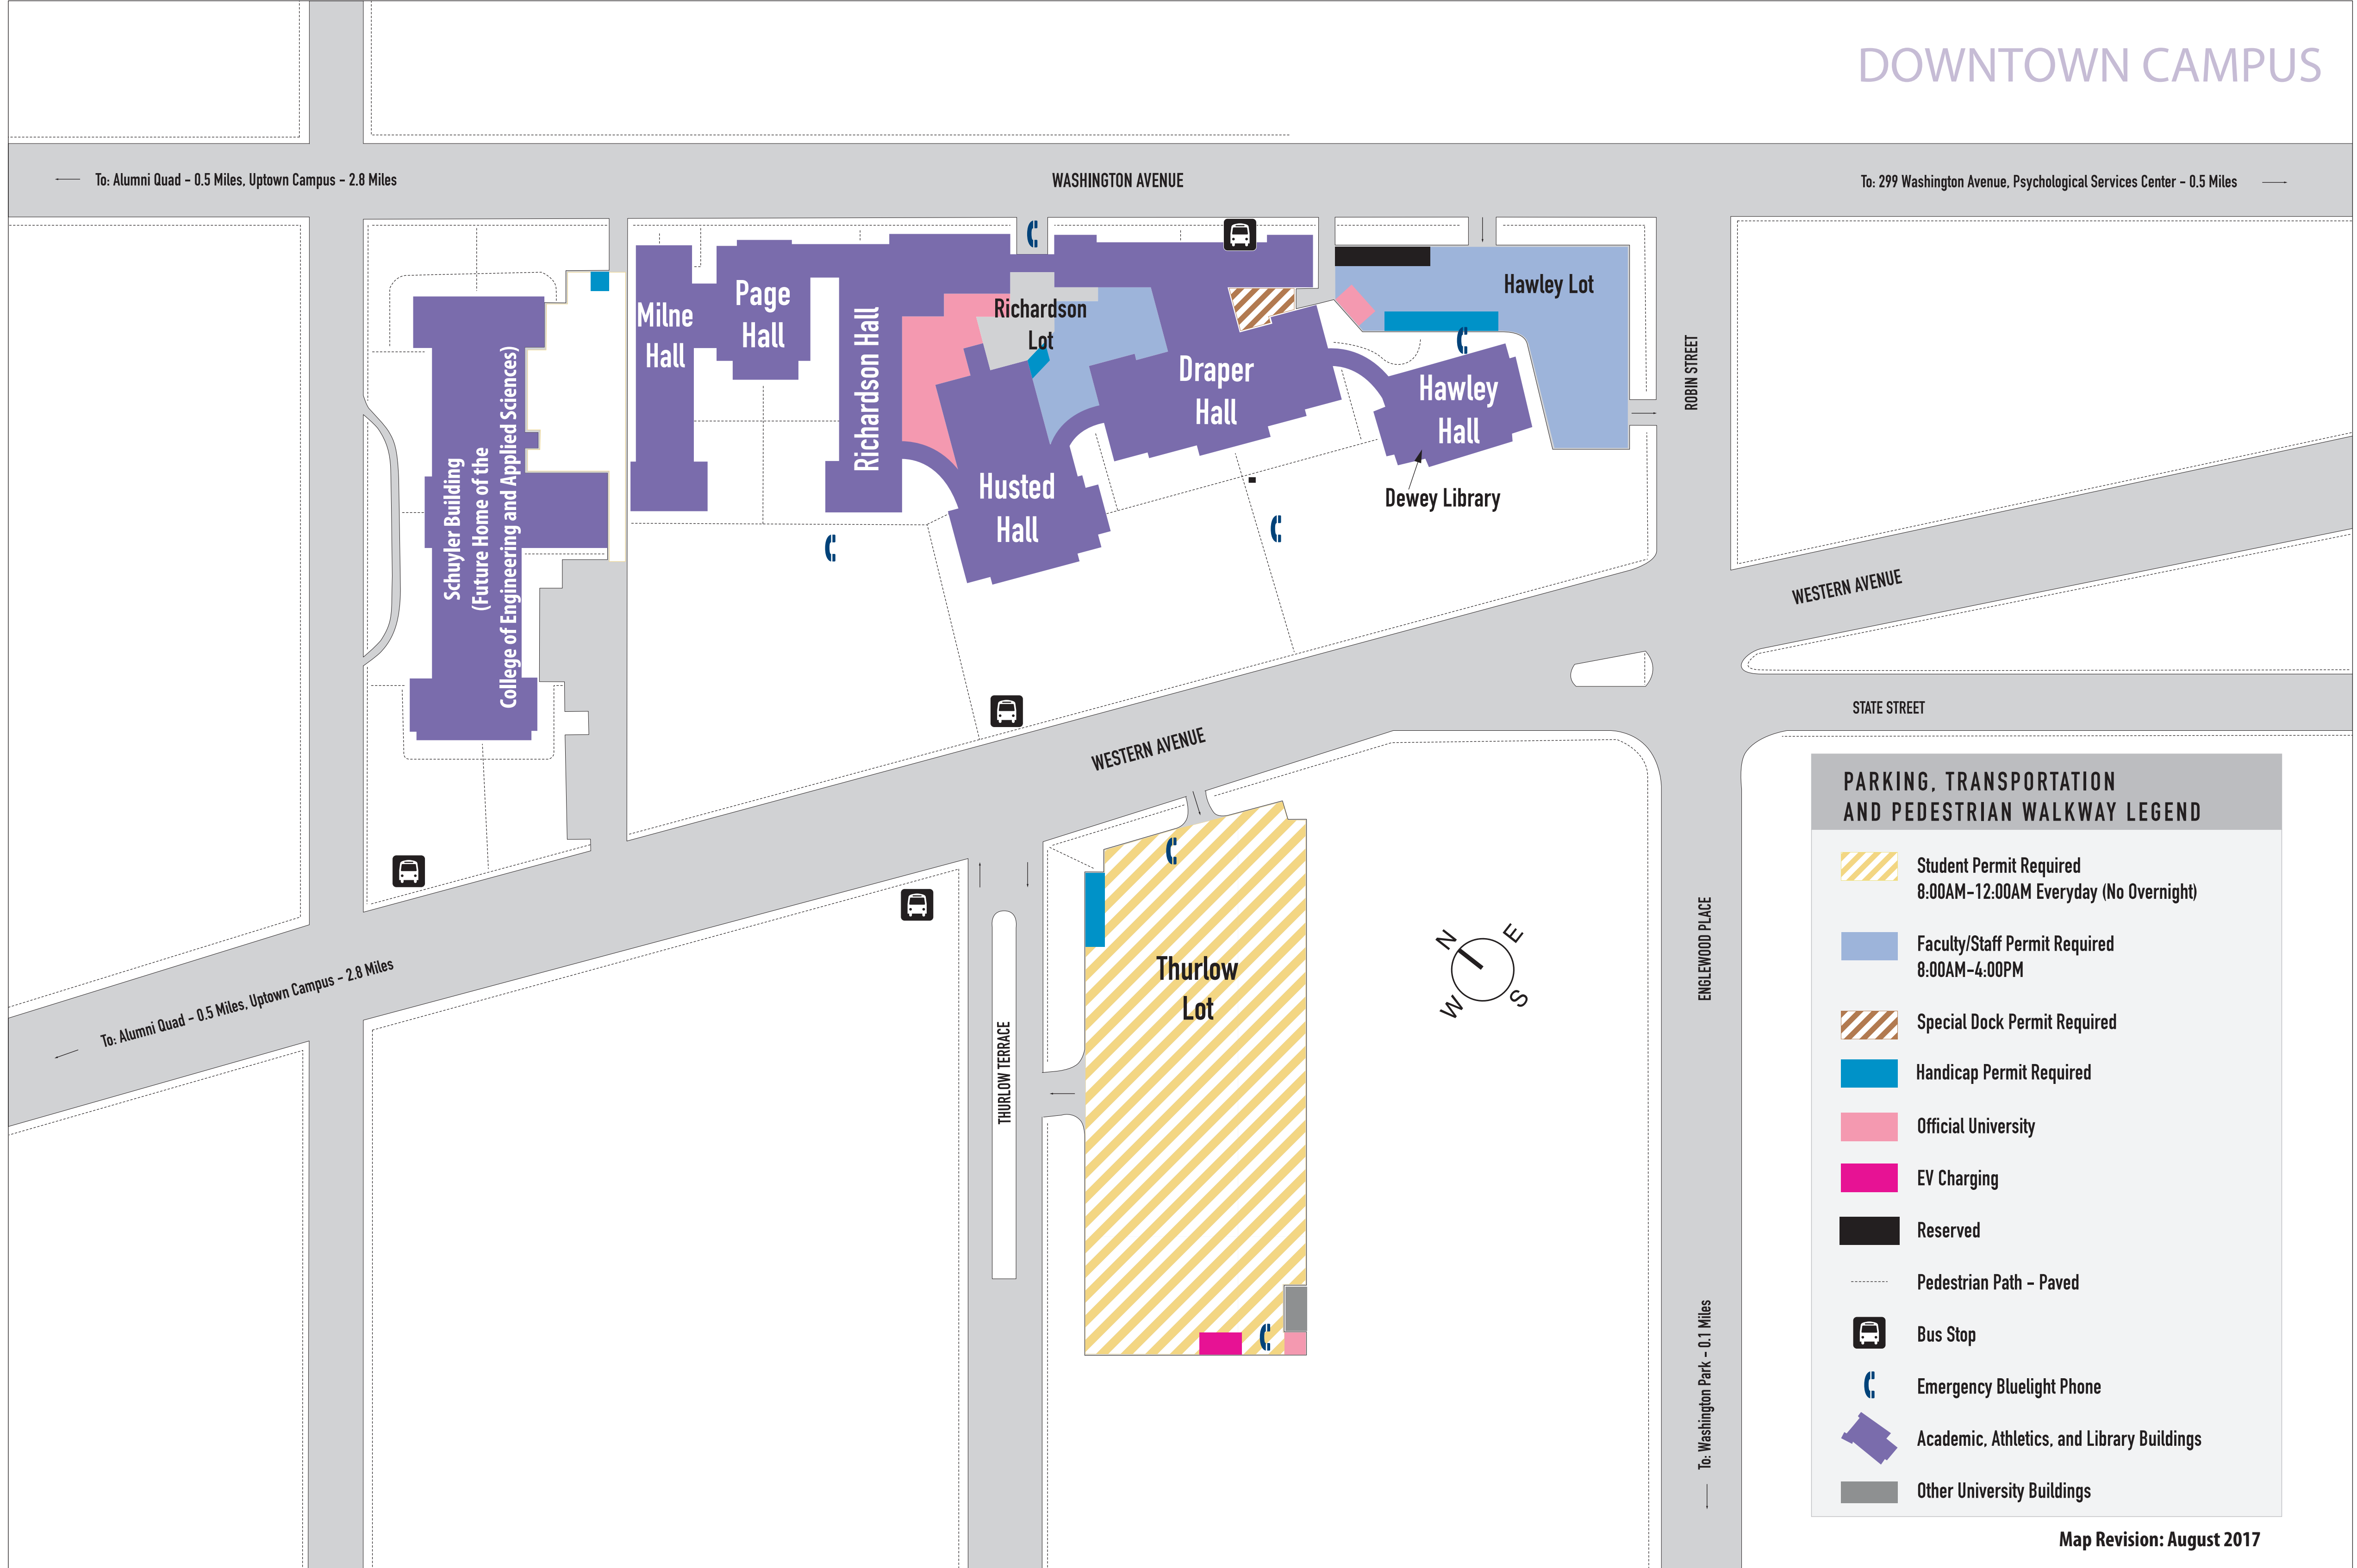 DOWNTOWN CAMPUS
To: Alumni Quad - 0.5 Miles, Uptown Campus - 2.8 Miles
WASHINGTON AVENUE
To: 299 Washington Avenue, Psychological Services Center - 0.5 Miles
Schuyler Building
(Future Home of the
College of Engineering and Applied Sciences)
Milne
Hall
Page
Hall
Richardson Hall
Richardson
Lot
Husted
Hall
Draper
Hall
Hawley
Hall
Hawley Lot
Dewey Library
ROBIN STREET
WESTERN AVENUE
STATE STREET
WESTERN AVENUE
To: Alumni Quad - 0.5 Miles, Uptown Campus - 2.8 Miles
THURLOW TERRACE
Thurlow
Lot
N
E
W
S
ENGLEWOOD PLACE
To: Washington Park - 0.1 Miles
PARKING, TRANSPORTATION
AND PEDESTRIAN WALKWAY LEGEND
Student Permit Required
8:00AM-12:00AM Everyday (No Overnight)
Faculty/Staff Permit Required
8:00AM-4:00PM
Special Dock Permit Required
Handicap Permit Required
Official University
EV Charging
Reserved
Pedestrian Path - Paved
Bus Stop
Emergency Bluelight Phone
Academic, Athletics, and Library Buildings
Other University Buildings
Map Revision: August 2017